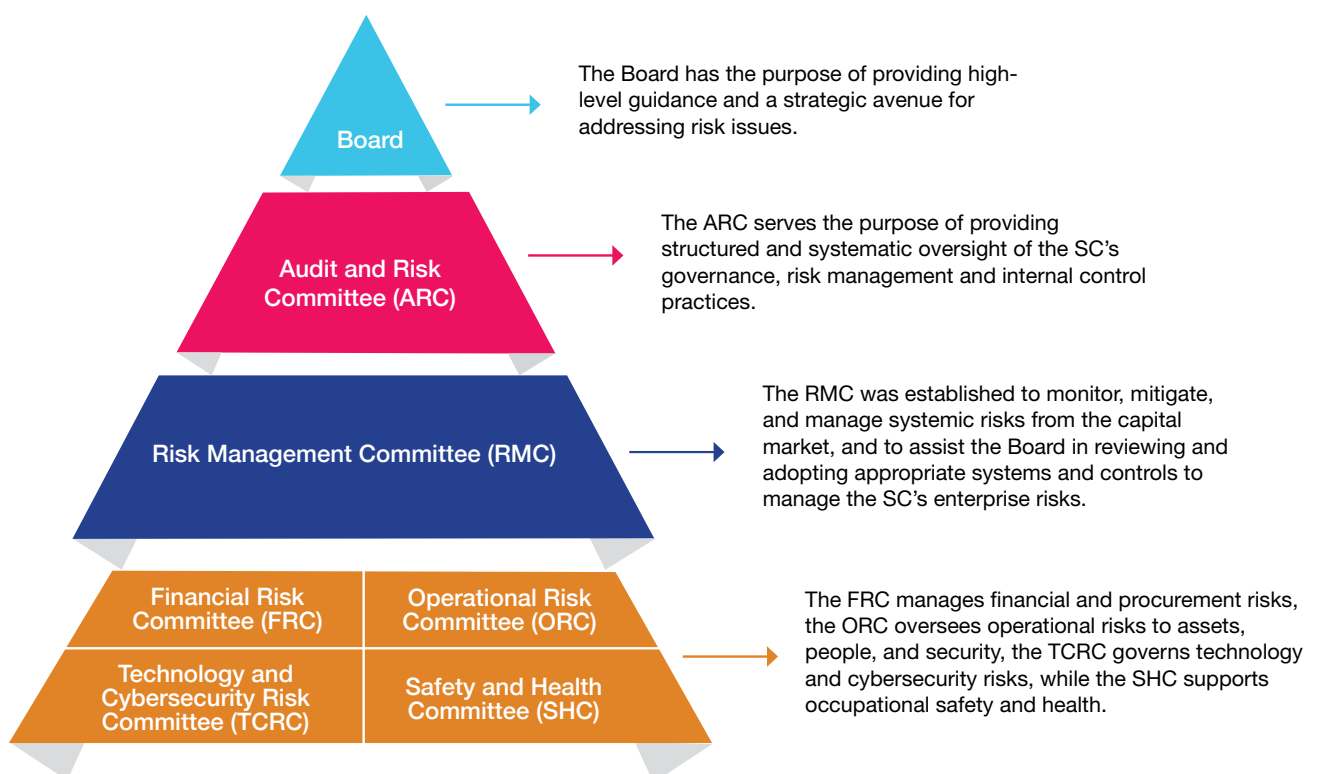 Board
The Board has the purpose of providing high-
level guidance and a strategic avenue for
addressing risk issues.
Audit and Risk
Committee (ARC)
The ARC serves the purpose of providing
structured and systematic oversight of the SC’s
governance, risk management and internal control
practices.
Risk Management Committee (RMC)
The RMC was established to monitor, mitigate,
and manage systemic risks from the capital
market, and to assist the Board in reviewing and
adopting appropriate systems and controls to
manage the SC’s enterprise risks.
Financial Risk
Committee (FRC)
Operational Risk
Committee (ORC)
Technology and
Cybersecurity Risk
Committee (TCRC)
Safety and Health
Committee (SHC)
The FRC manages financial and procurement risks,
the ORC oversees operational risks to assets,
people, and security, the TCRC governs technology
and cybersecurity risks, while the SHC supports
occupational safety and health.